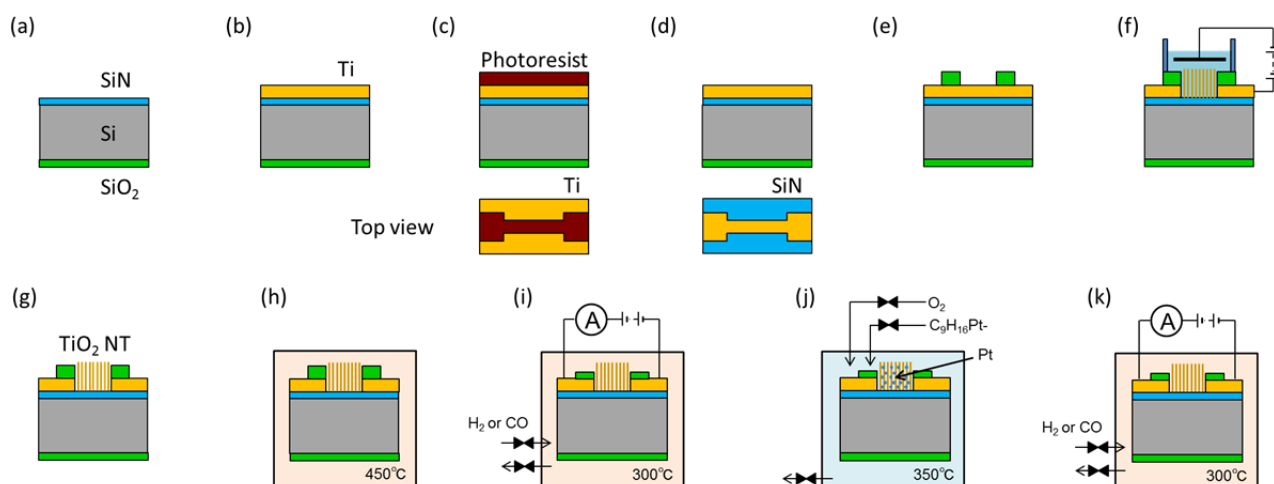 (a)
(b)
(c)
(d)
(e)
(f)
SiN
Ti
Photoresist
Si
SiO₂
Ti
SiN
Top view
(g)
(h)
(i)
(j)
(k)
TiO₂ NT
A
O₂
C₉H₁₆Pt-
Pt
A
H₂ or CO
H₂ or CO
450℃
300℃
350℃
300℃